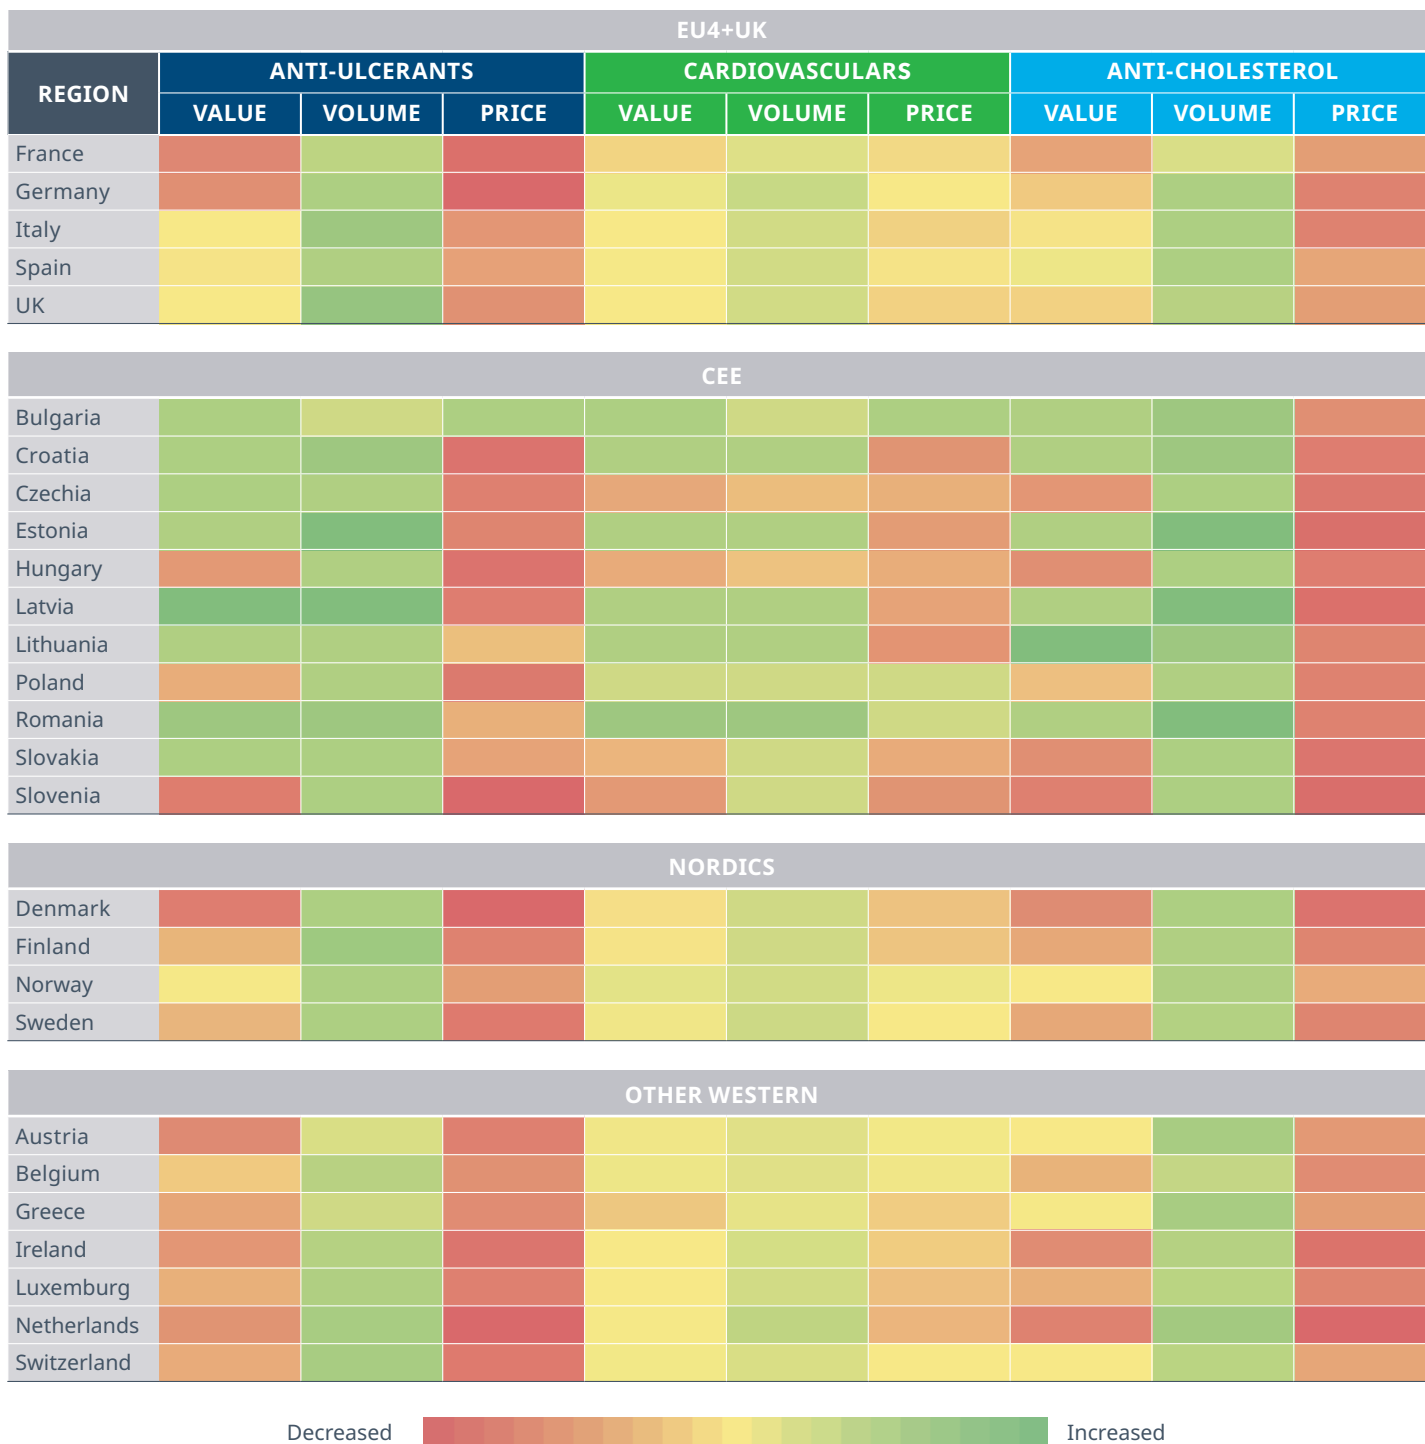 EU4+UK
REGION
ANTI-ULCERANTS CARDIOVASCULARS ANTI-CHOLESTEROL
VALUE VOLUME PRICE VALUE VOLUME PRICE VALUE VOLUME PRICE
France
Germany
Italy
Spain
UK
CEE
Bulgaria
Croatia
Czechia
Estonia
Hungary
Latvia
Lithuania
Poland
Romania
Slovakia
Slovenia
NORDICS
Denmark
Finland
Norway
Sweden
OTHER WESTERN
Austria
Belgium
Greece
Ireland
Luxemburg
Netherlands
Switzerland
Decreased Increased